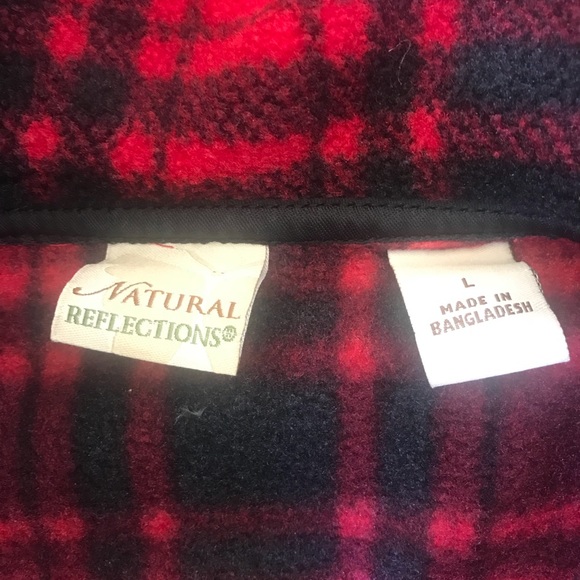 NATURAL
REFLECTIONS®
L
MADE IN
BANGLADESH